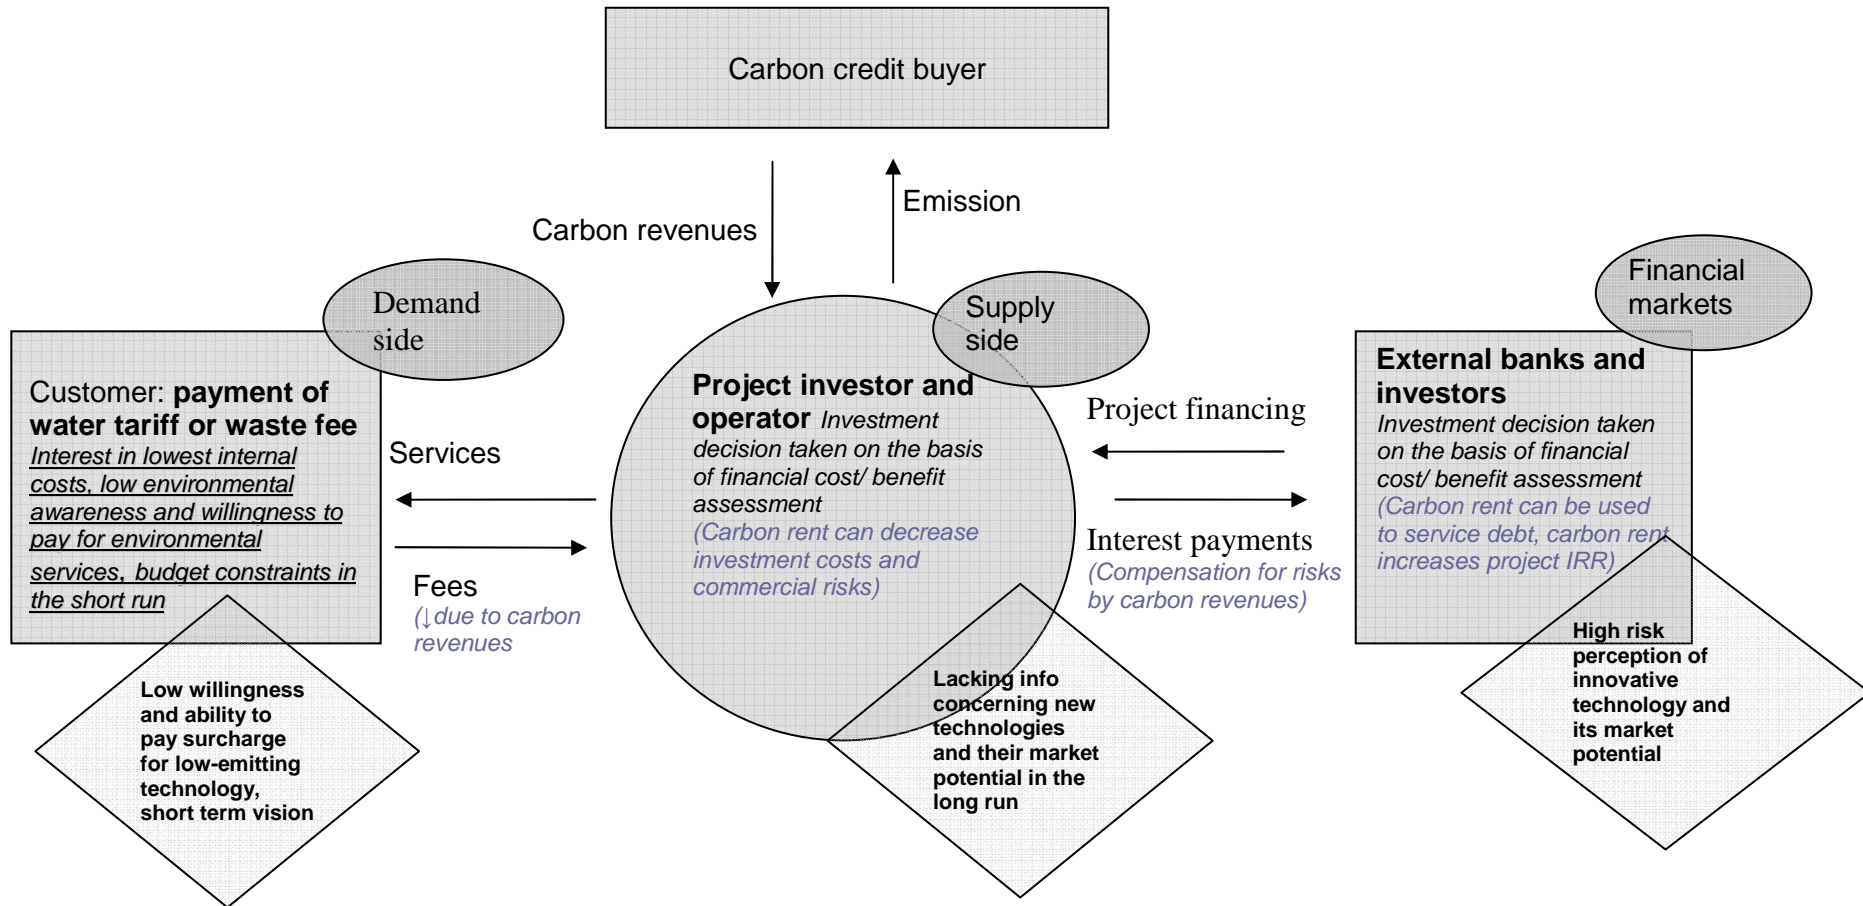 Carbon credit buyer
Carbon revenues
Emission
Demand
side
Customer: payment of
water tariff or waste fee
Interest in lowest internal
costs, low environmental
awareness and willingness to
pay for environmental
services, budget constraints in
the short run
Low willingness
and ability to
pay surcharge
for low-emitting
technology,
short term vision
Services
Fees
(↓due to carbon
revenues
Supply
side
Project investor and
operator Investment
decision taken on the basis
of financial cost/ benefit
assessment
(Carbon rent can decrease
investment costs and
commercial risks)
Lacking info
concerning new
technologies
and their market
potential in the
long run
Project financing
Interest payments
(Compensation for risks
by carbon revenues)
Financial
markets
External banks and
investors
Investment decision taken
on the basis of financial
cost/ benefit assessment
(Carbon rent can be used
to service debt, carbon rent
increases project IRR)
High risk
perception of
innovative
technology and
its market
potential